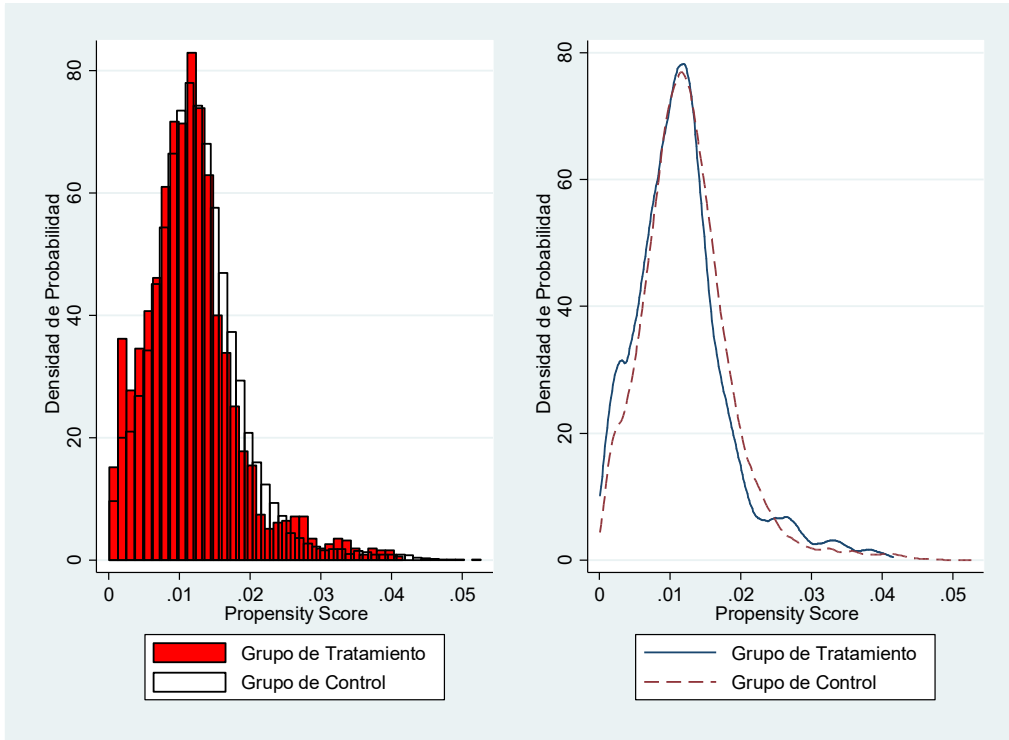 Densidad de Probabilidad
0
20
40
60
80
0
.01
.02
.03
.04
.05
Propensity Score
Grupo de Tratamiento
Grupo de Control
Densidad de Probabilidad
0
20
40
60
80
0
.01
.02
.03
.04
.05
Propensity Score
Grupo de Tratamiento
Grupo de Control